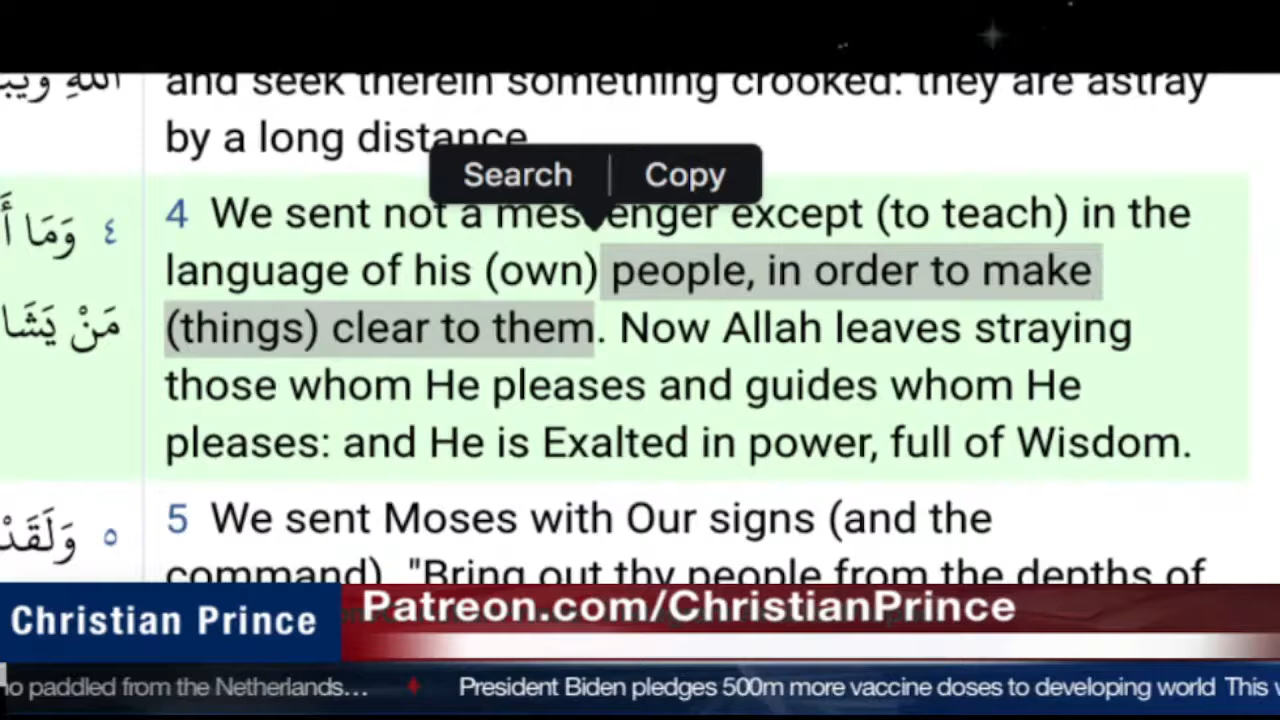 اللَّهِ
and seek therein something crooked: they are astray
by a long distance.
Search
Copy
٤ وَمَا
4 We sent not a messenger except (to teach) in the
language of his (own) people, in order to make
مَنْ
(things) clear to them. Now Allah leaves straying
those whom He pleases and guides whom He
pleases: and He is Exalted in power, full of Wisdom.
٥
5 We sent Moses with Our signs (and the
command). "Bring out thy people from the depths of
Christian Prince
Patreon.com/ChristianPrince
paddled from the Netherlands...
President Biden pledges 500m more vaccine doses to developing world This